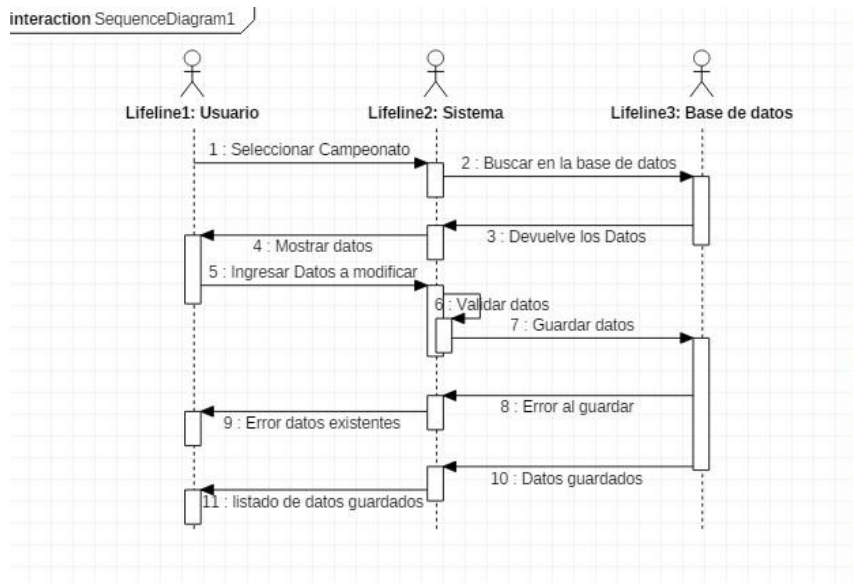 interaction SequenceDiagram1
Lifeline1: Usuario
Lifeline2: Sistema
Lifeline3: Base de datos
1 : Seleccionar Campeonato
2 : Buscar en la base de datos
3 : Devuelve los Datos
4 : Mostrar datos
5 : Ingresar Datos a modificar
6 : Validar datos
7 : Guardar datos
8 : Error al guardar
9 : Error datos existentes
10 : Datos guardados
11 : listado de datos guardados